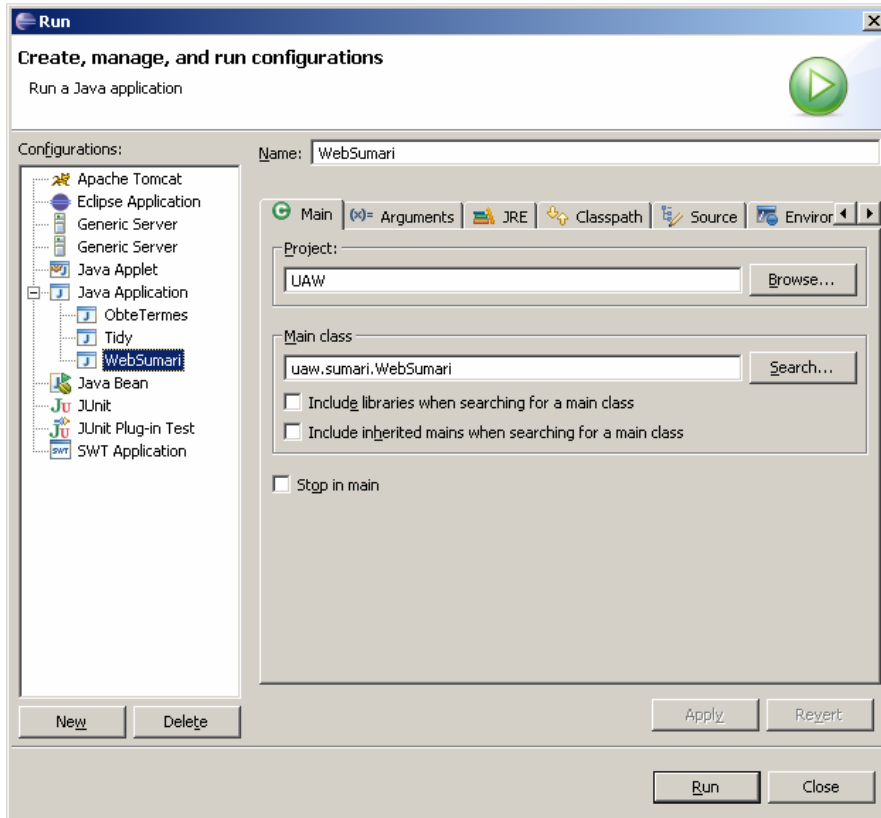 Run
Create, manage, and run configurations
Run a Java application
Configurations:
Apache Tomcat
Eclipse Application
Generic Server
Generic Server
Java Applet
Java Application
ObteTermes
Tidy
WebSumari
Java Bean
JUnit
JUnit Plug-in Test
SWT Application
New
Delete
Name: WebSumari
Main (x)= Arguments JRE Classpath Source Enviror
Project:
UAW Browse...
Main class
uaw.sumari.WebSumari Search...
Include libraries when searching for a main class
Include inherited mains when searching for a main class
Stop in main
Apply Revert
Run Close